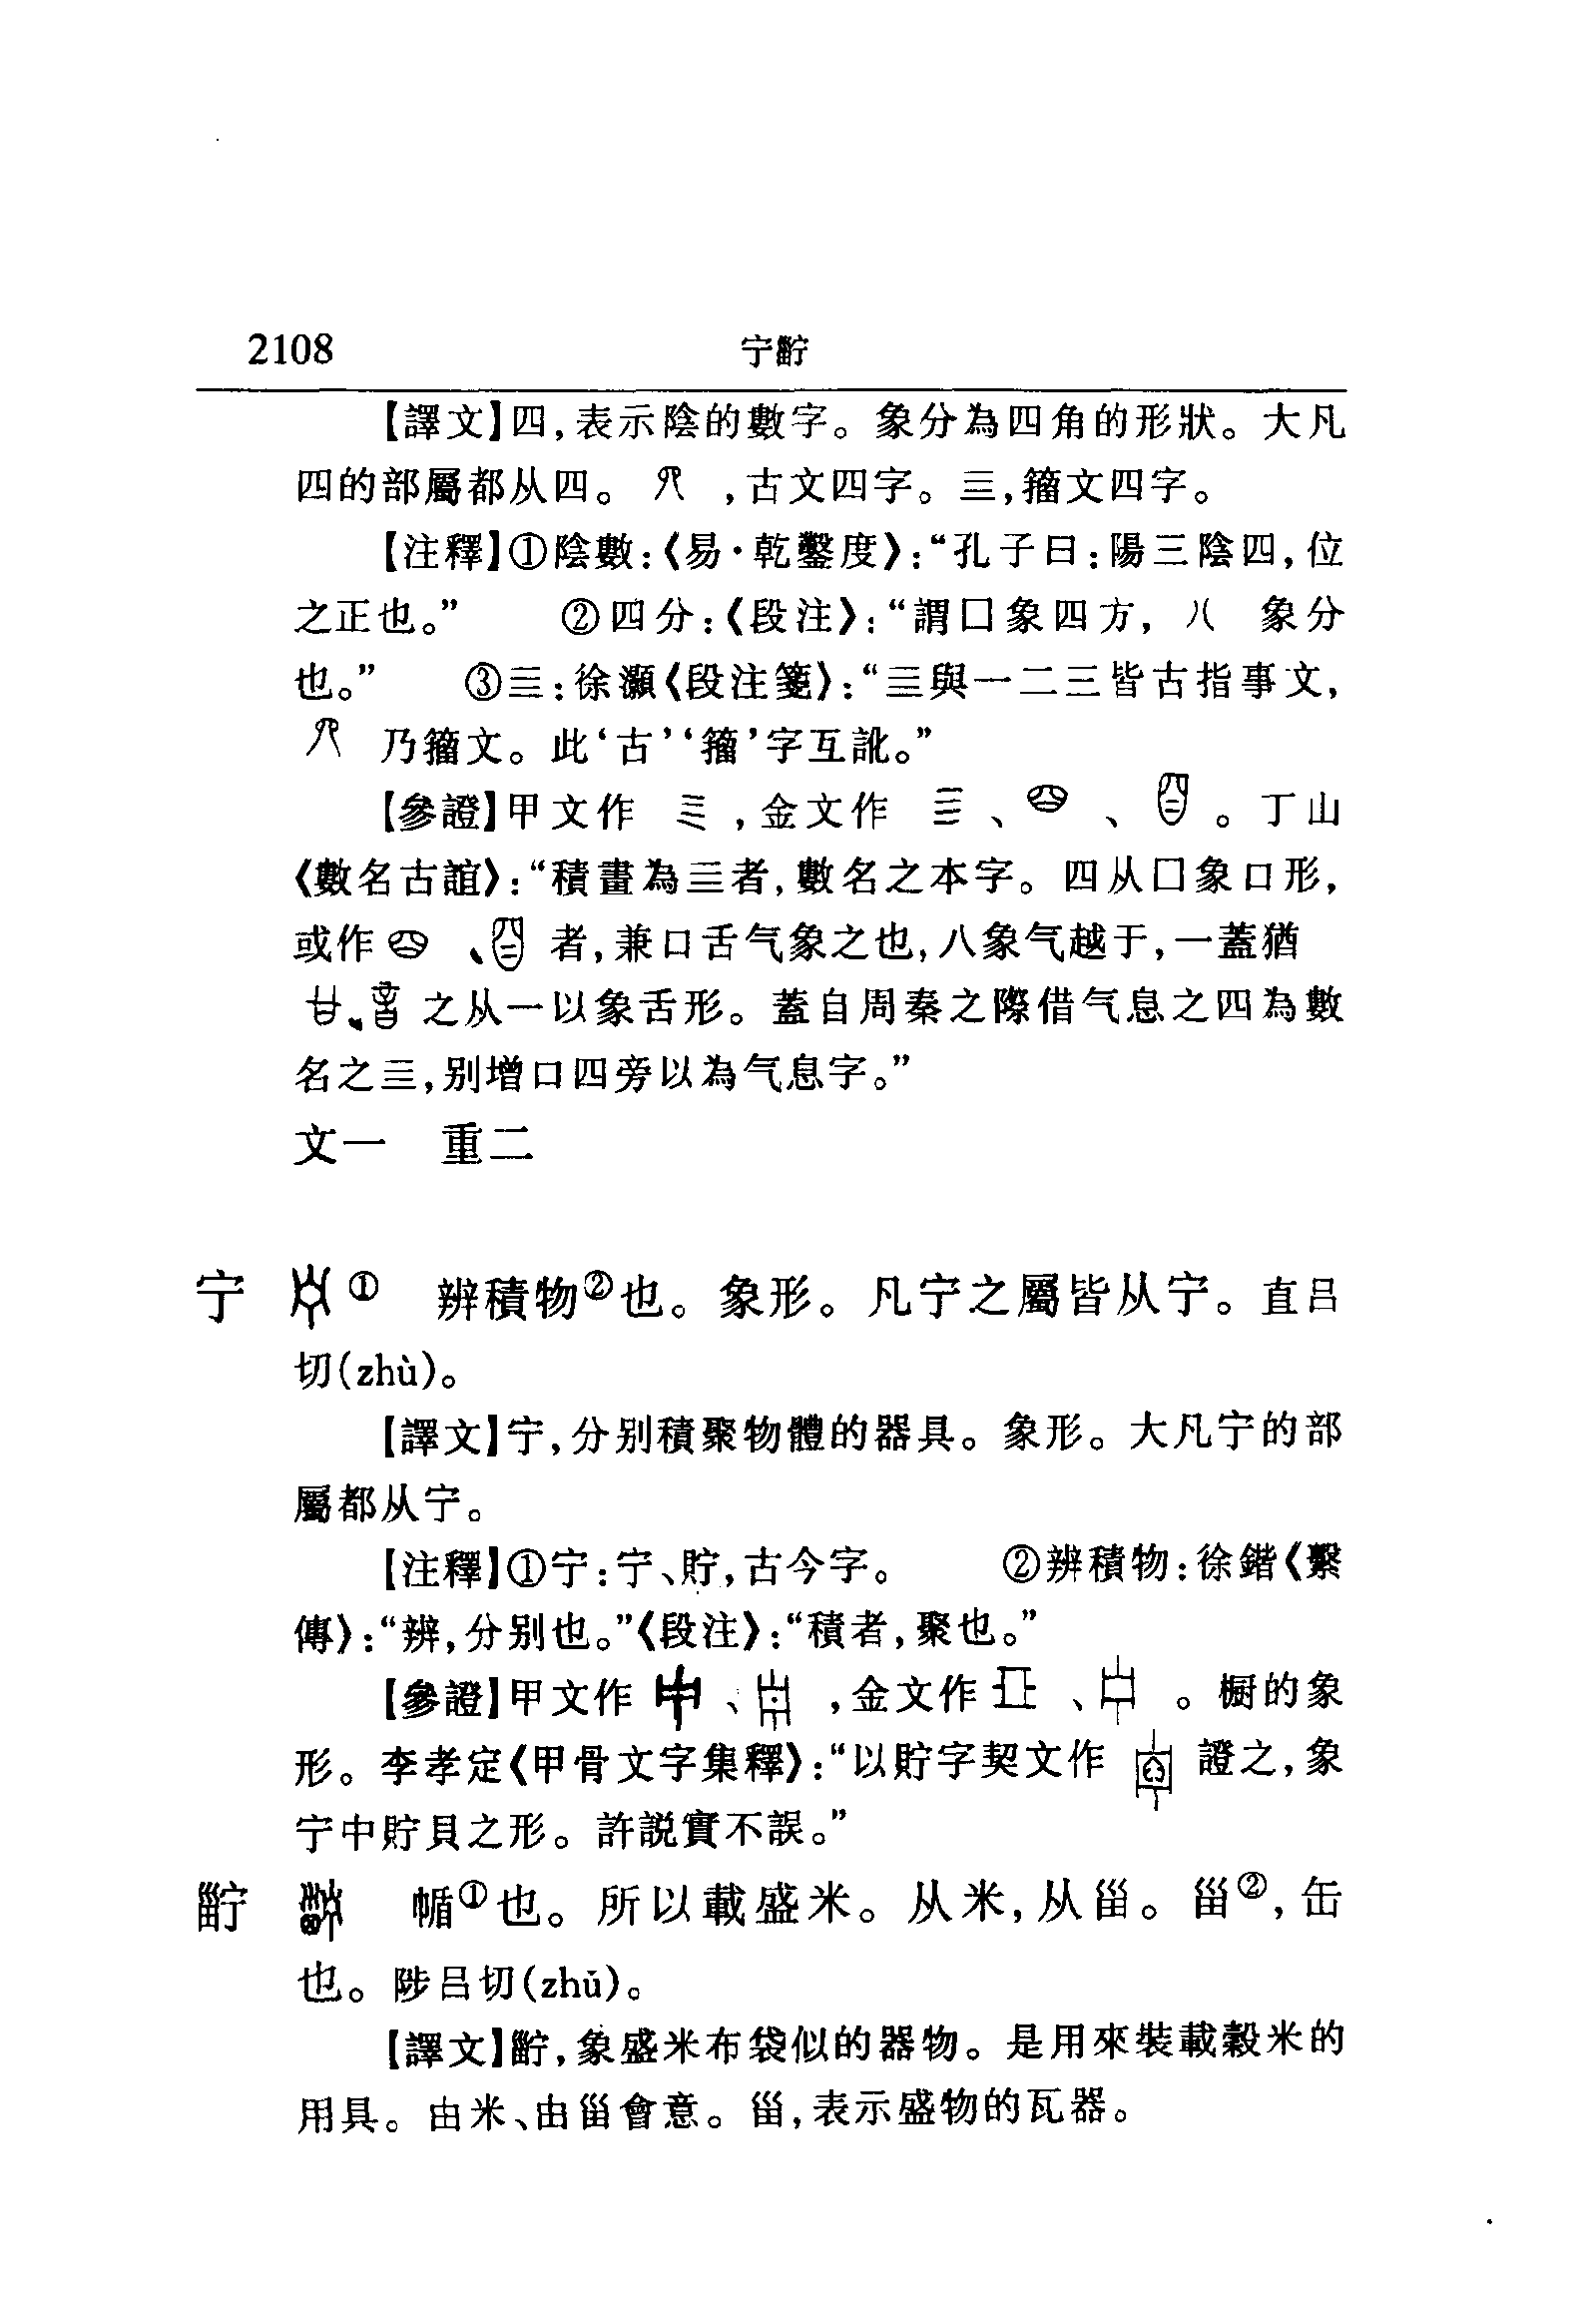 2108 宁𤲑
【譯文】四,表示陰的數字。象分為四角的形狀。大凡
四的部屬都从四。 ,古文四字。亖,籀文四字。
【注釋】①陰數:《易·乾鑿度》:“孔子曰:陽三陰四,位
之正也。” ②四分:《段注》:“謂囗象四方, 八 象分
也。” ③亖:徐灝《段注箋》:“亖與一二三皆古指事文,
乃籀文。此‘古’‘籀’字互訛。”
【參證】甲文作 亖 ,金文作 亖 、 、 。丁山
《數名古誼》:“積畫為亖者,數名之本字。四从囗象口形,
或作 、 者,兼口舌气象之也,八象气越于,一蓋猶
甘、 之从一以象舌形。蓋自周秦之際借气息之四為數
名之亖,别增口四旁以為气息字。”
文一 重二
宁 ① 辨積物②也。象形。凡宁之屬皆从宁。直吕
切(zhù)。
【譯文】宁,分别積聚物體的器具。象形。大凡宁的部
屬都从宁。
【注釋】①宁:宁、貯,古今字。 ②辨積物:徐鍇《繫
傳》:“辨,分别也。”《段注》:“積者,聚也。”
【參證】甲文作 、 ,金文作 、 。櫥的象
形。李孝定《甲骨文字集釋》:“以貯字契文作 證之,象
宁中貯貝之形。許説實不誤。”
𤲑 㡒①也。所以載盛米。从米,从甾。甾②,缶
也。陟吕切(zhǔ)。
【譯文】𤲑,象盛米布袋似的器物。是用來裝載穀米的
用具。由米、由甾會意。甾,表示盛物的瓦器。